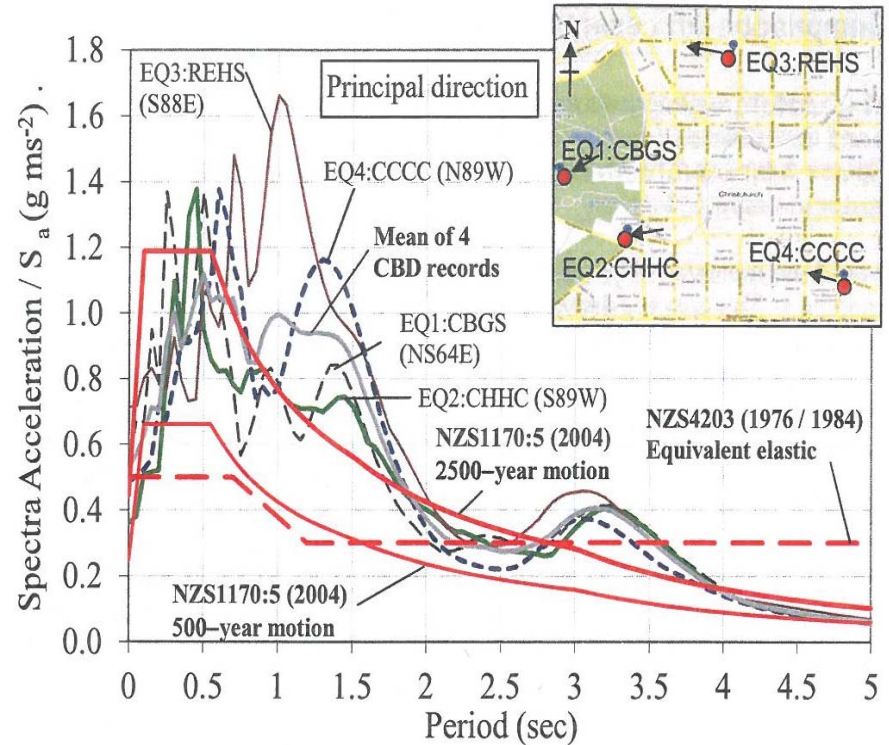 Spectra Acceleration / S a (g ms-2) .
1.8
1.6
1.4
1.2
1.0
0.8
0.6
0.4
0.2
0.0
EQ3:REHS
(S88E)
Principal direction
EQ4:CCCC (N89W)
Mean of 4
CBD records
EQ1:CBGS
(NS64E)
EQ2:CHHC (S89W)
NZS1170:5 (2004)
2500–year motion
NZS4203 (1976 / 1984)
Equivalent elastic
NZS1170:5 (2004)
500–year motion
0 0.5 1 1.5 2 2.5 3 3.5 4 4.5 5
Period (sec)
N
EQ3:REHS
EQ1:CBGS
Christchurch
EQ2:CHHC
EQ4:CCCC